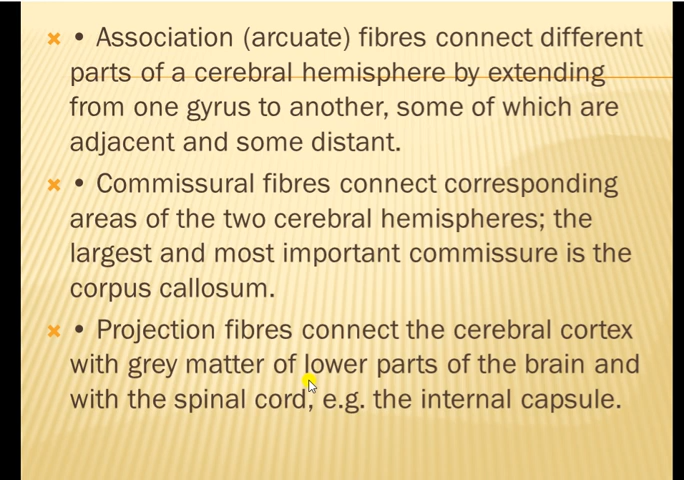 • Association (arcuate) fibres connect different
parts of a cerebral hemisphere by extending
from one gyrus to another, some of which are
adjacent and some distant.
• Commissural fibres connect corresponding
areas of the two cerebral hemispheres; the
largest and most important commissure is the
corpus callosum.
• Projection fibres connect the cerebral cortex
with grey matter of lower parts of the brain and
with the spinal cord, e.g. the internal capsule.